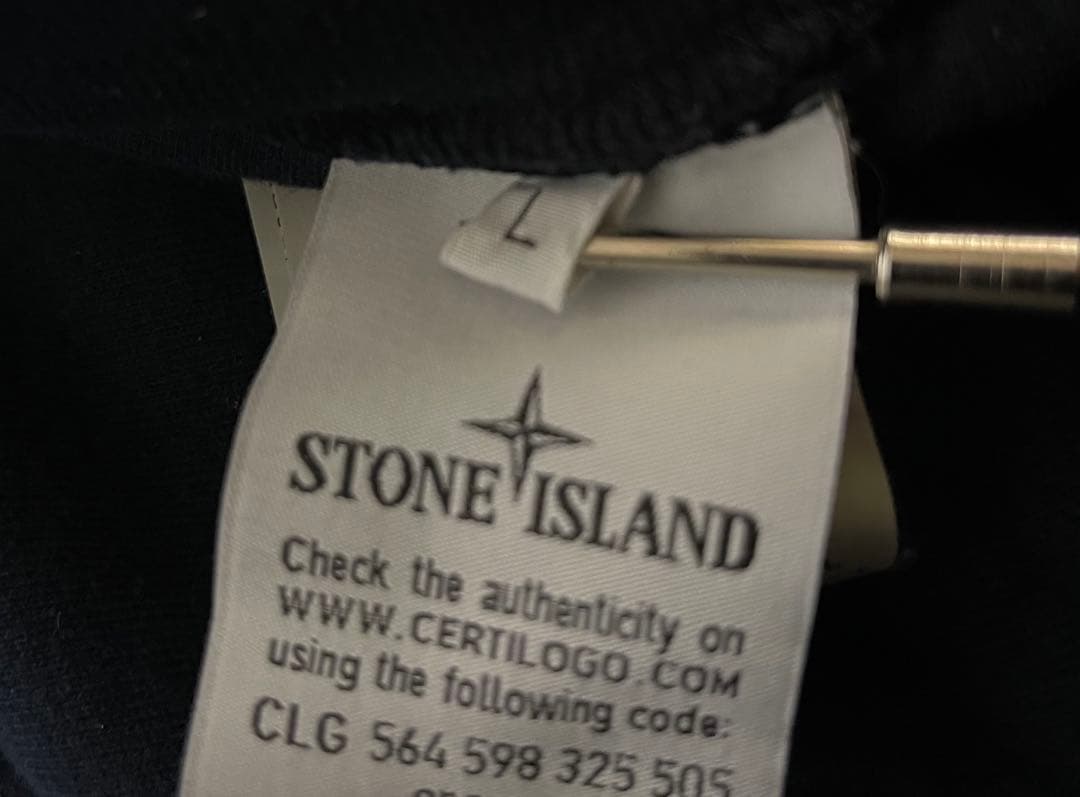 L
STONE ISLAND
Check the authenticity on
WWW.CERTILOGO.COM
using the following code:
CLG 564 598 325 505